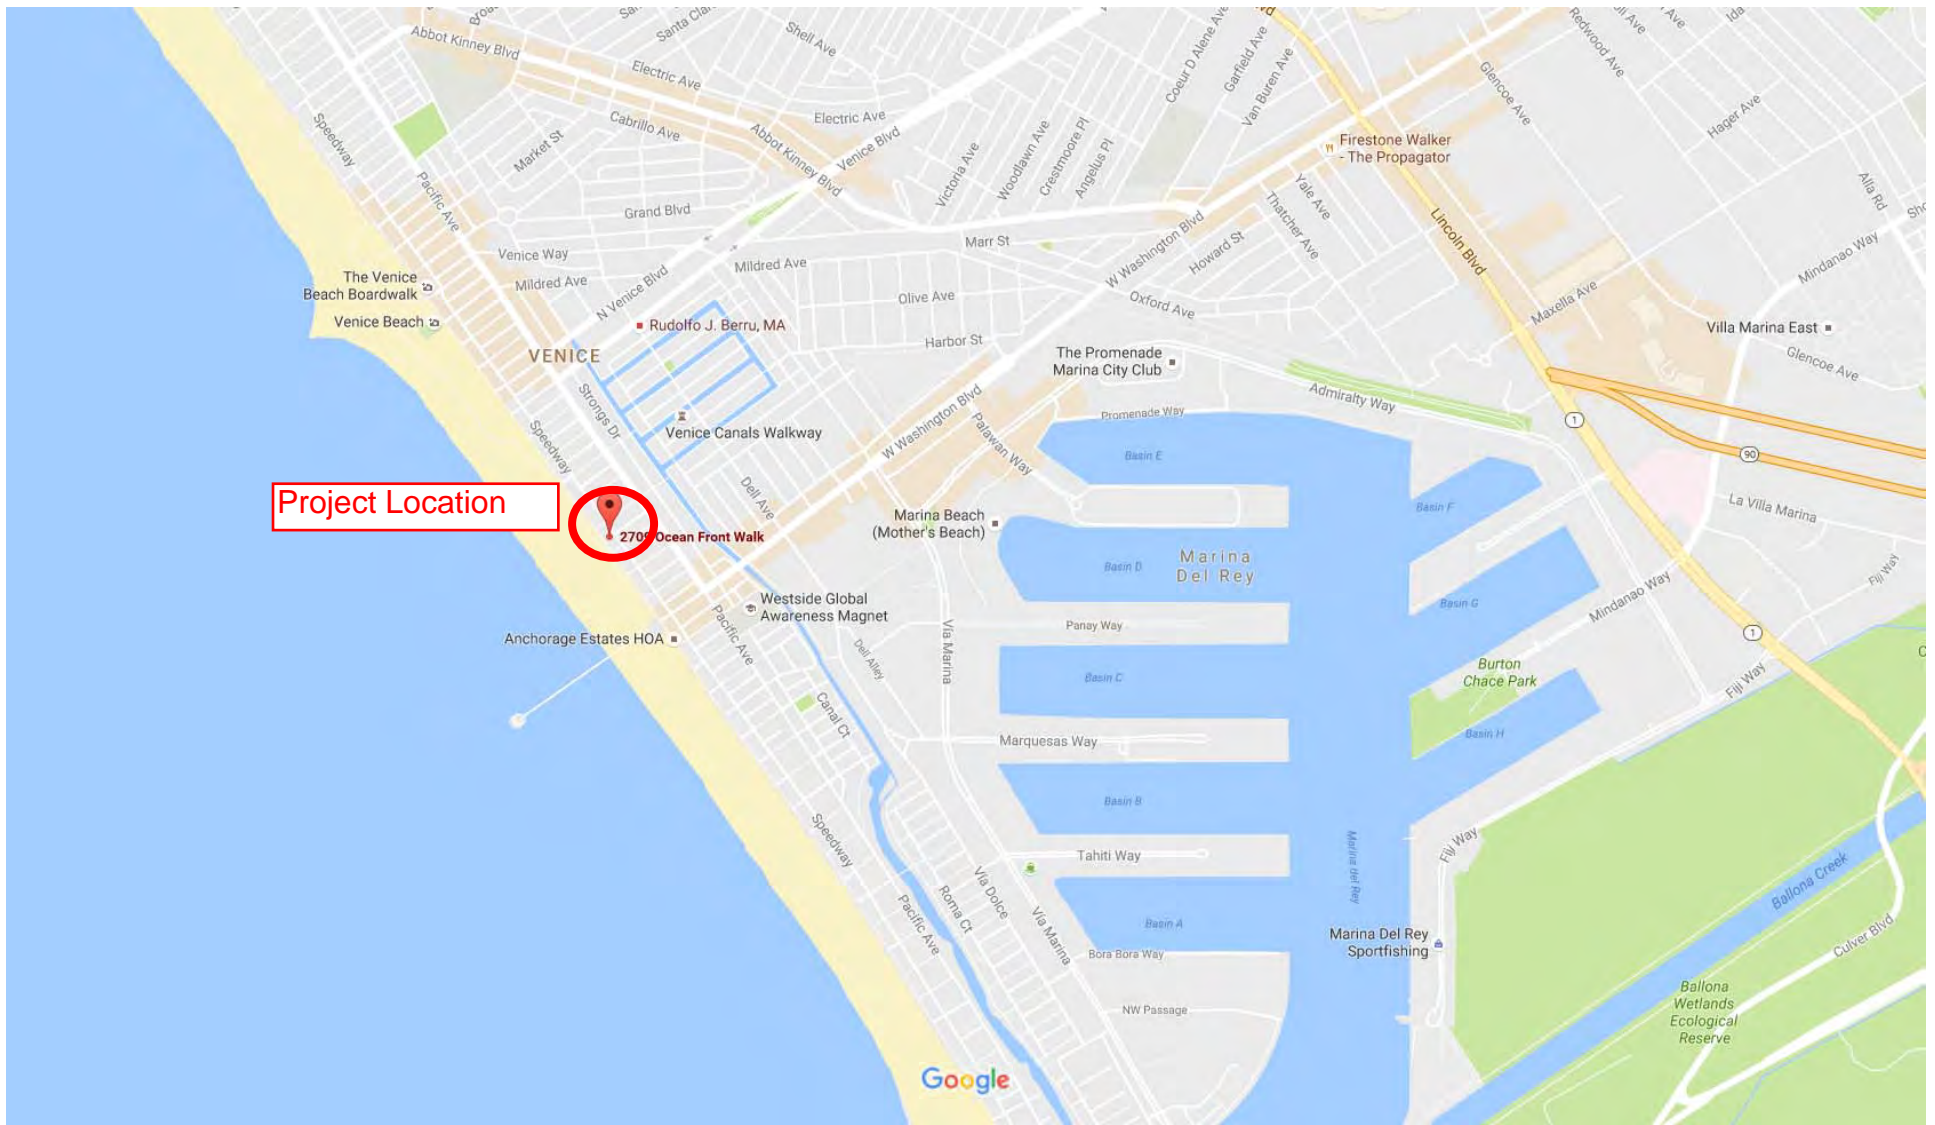 Abbot Kinney Blvd
Santa Clar
Shell Ave
Electric Ave
Coeur D Alene Ave
Garfield Ave
Van Buren Ave
Redwood Ave
Glencoe Ave
Hager Ave
Speedway
Market St
Cabrillo Ave
Electric Ave
Abbot Kinney Blvd
Venice Blvd
Victoria Ave
Woodlawn Ave
Crestmoore Pl
Angelus Pl
Firestone Walker
- The Propagator
Alla Rd
Pacific Ave
Grand Blvd
Marr St
Yale Ave
Thatcher Ave
Lincoln Blvd
Mindanao Way
Venice Way
Mildred Ave
N Venice Blvd
Mildred Ave
Olive Ave
W Washington Blvd
Howard St
Oxford Ave
Maxella Ave
The Venice
Beach Boardwalk
Venice Beach
Rudolfo J. Berru, MA
Harbor St
Villa Marina East
Glencoe Ave
VENICE
The Promenade
Marina City Club
Admiralty Way
Promenade Way
Strongs Dr
Speedway
Venice Canals Walkway
W Washington Blvd
Palawan Way
Basin E
1
90
La Villa Marina
Project Location
Dell Ave
2709 Ocean Front Walk
Marina Beach
(Mother's Beach)
Basin F
Marina
Del Rey
Basin D
Fiji Way
Westside Global
Awareness Magnet
Basin G
Mindanao Way
Anchorage Estates HOA
Pacific Ave
Dell Alley
Via Marina
Panay Way
1
Burton
Chace Park
Basin C
Fiji Way
Canal Ct
Marquesas Way
Basin H
Basin B
Speedway
Tahiti Way
Marina del Rey
Fiji Way
Ballona Creek
Via Dolce
Roma Ct
Pacific Ave
Via Marina
Basin A
Bora Bora Way
Marina Del Rey
Sportfishing
Culver Blvd
NW Passage
Ballona
Wetlands
Ecological
Reserve
Google